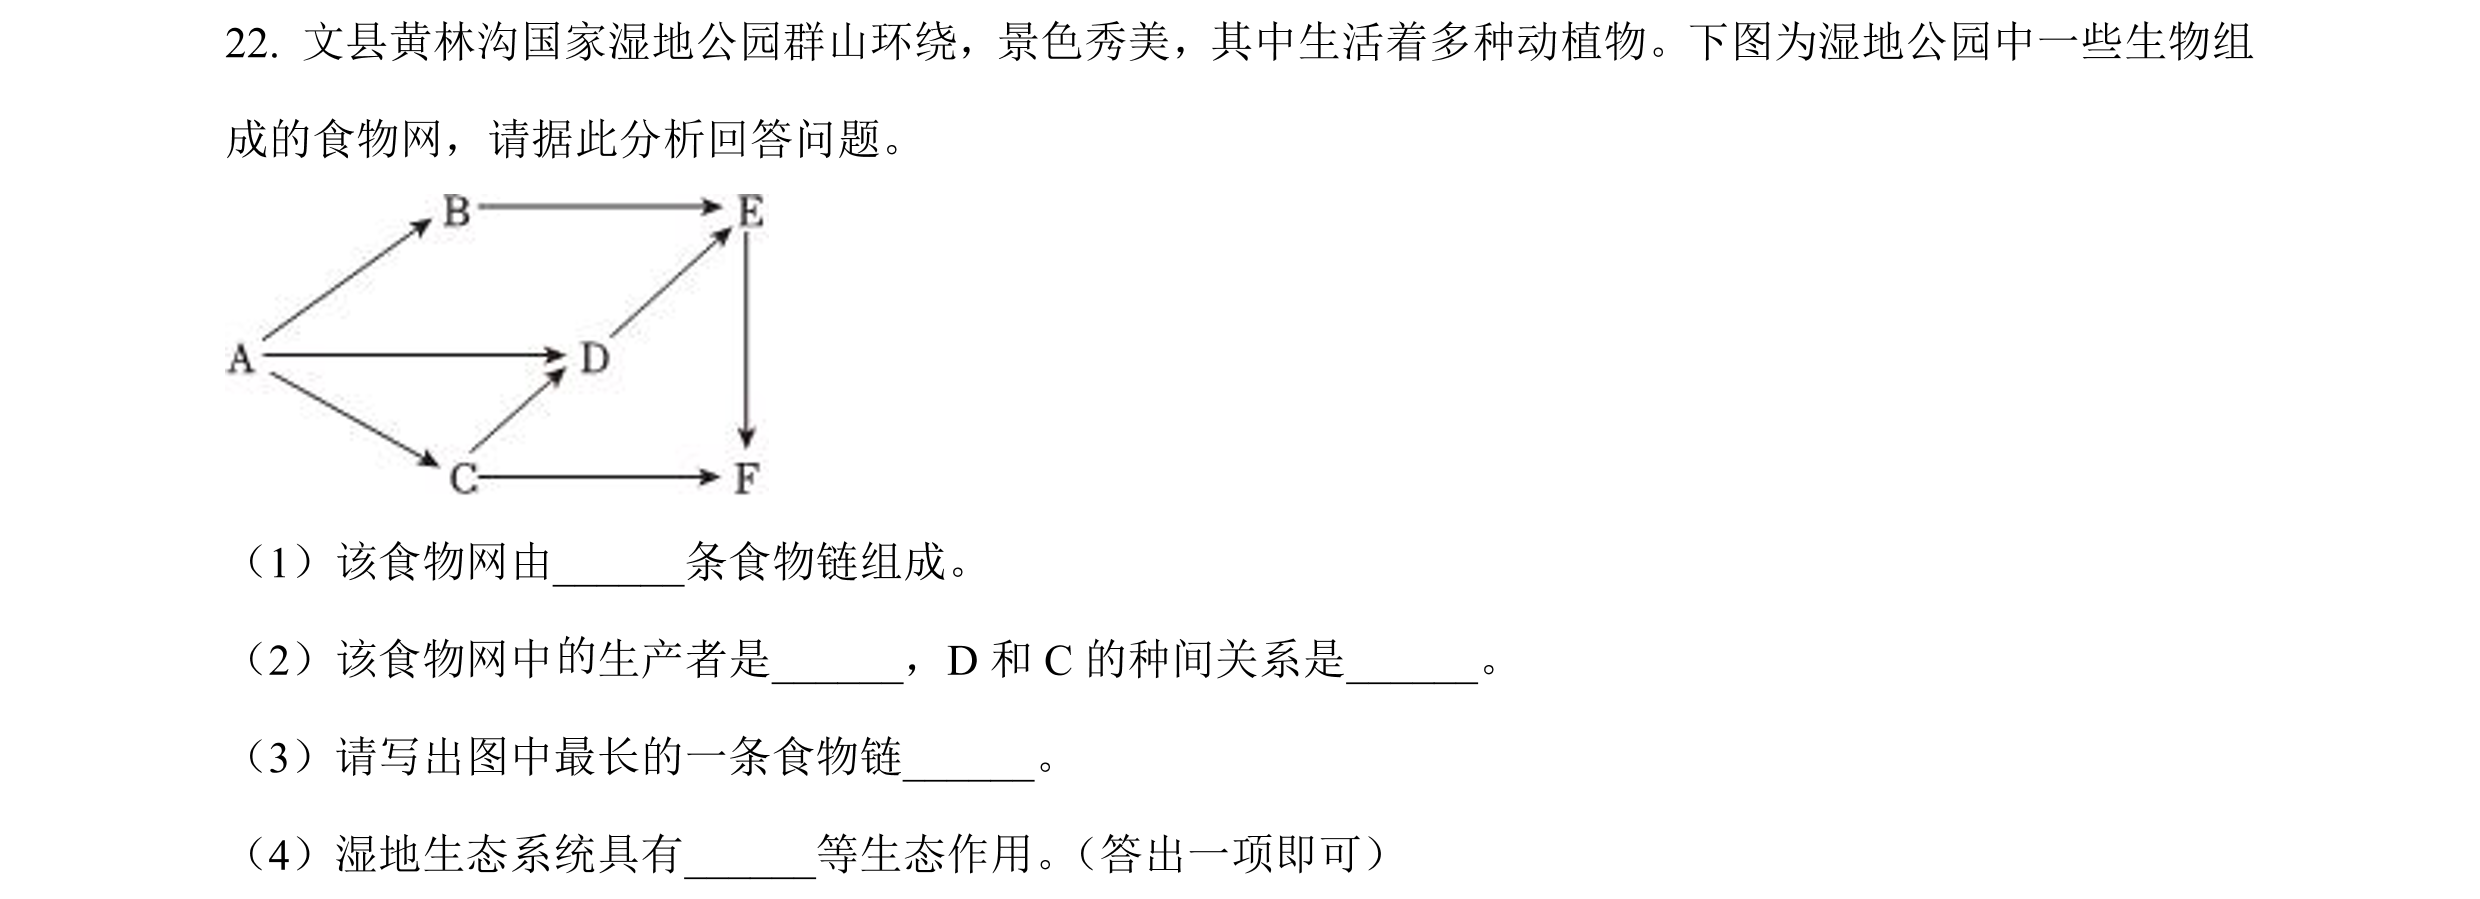 22. 文县黄林沟国家湿地公园群山环绕，景色秀美，其中生活着多种动植物。下图为湿地公园中一些生物组
成的食物网，请据此分析回答问题。
B E
A D
C F
（1）该食物网由______条食物链组成。
（2）该食物网中的生产者是______，D 和 C 的种间关系是______。
（3）请写出图中最长的一条食物链______。
（4）湿地生态系统具有______等生态作用。（答出一项即可）